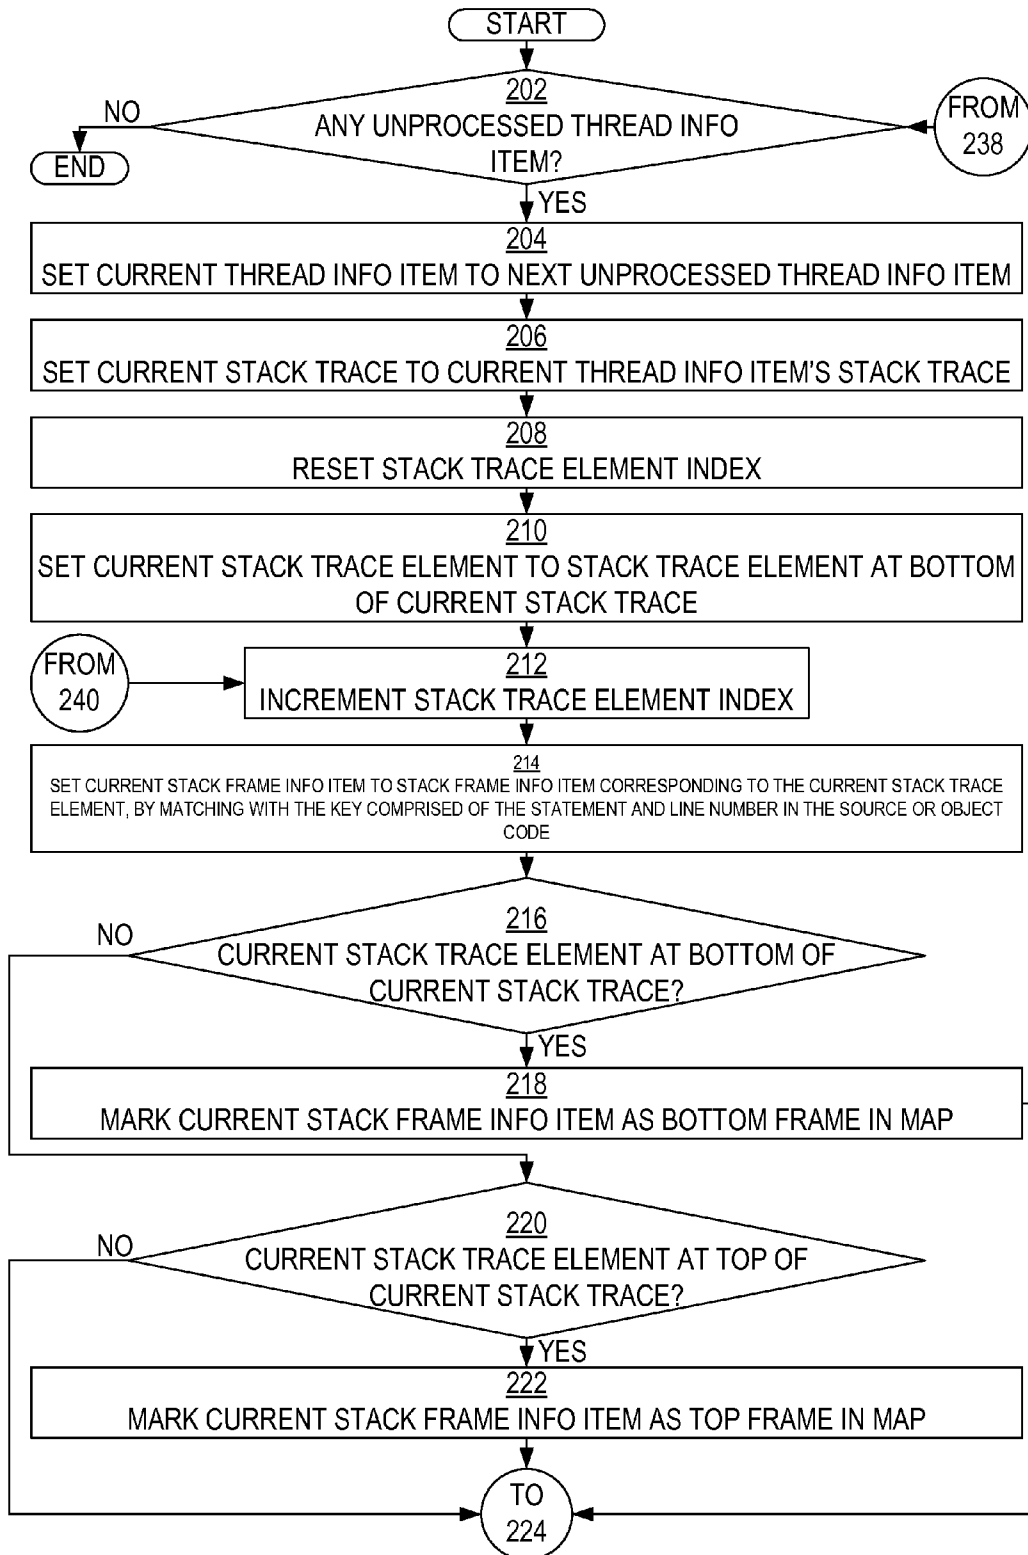 START
202
ANY UNPROCESSED THREAD INFO
ITEM?
NO
END
FROM
238
YES
204
SET CURRENT THREAD INFO ITEM TO NEXT UNPROCESSED THREAD INFO ITEM
206
SET CURRENT STACK TRACE TO CURRENT THREAD INFO ITEM'S STACK TRACE
208
RESET STACK TRACE ELEMENT INDEX
210
SET CURRENT STACK TRACE ELEMENT TO STACK TRACE ELEMENT AT BOTTOM
OF CURRENT STACK TRACE
FROM
240
212
INCREMENT STACK TRACE ELEMENT INDEX
214
SET CURRENT STACK FRAME INFO ITEM TO STACK FRAME INFO ITEM CORRESPONDING TO THE CURRENT STACK TRACE
ELEMENT, BY MATCHING WITH THE KEY COMPRISED OF THE STATEMENT AND LINE NUMBER IN THE SOURCE OR OBJECT
CODE
216
CURRENT STACK TRACE ELEMENT AT BOTTOM OF
CURRENT STACK TRACE?
NO
YES
218
MARK CURRENT STACK FRAME INFO ITEM AS BOTTOM FRAME IN MAP
220
CURRENT STACK TRACE ELEMENT AT TOP OF
CURRENT STACK TRACE?
NO
YES
222
MARK CURRENT STACK FRAME INFO ITEM AS TOP FRAME IN MAP
TO
224